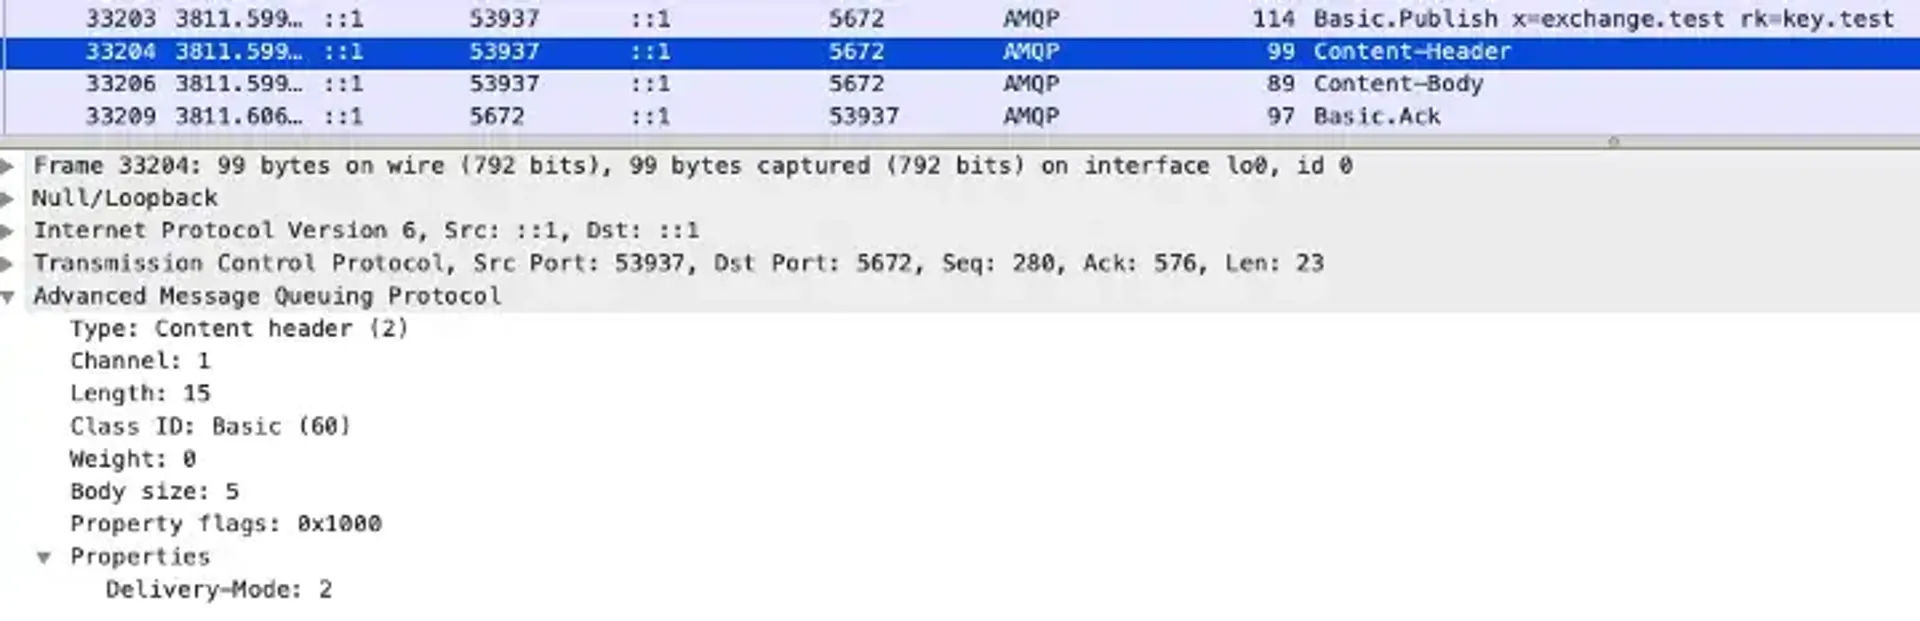 33203 3811.599… ::1 53937 ::1 5672 AMQP 114 Basic.Publish x=exchange.test rk=key.test
33204 3811.599… ::1 53937 ::1 5672 AMQP 99 Content-Header
33206 3811.599… ::1 53937 ::1 5672 AMQP 89 Content-Body
33209 3811.606… ::1 5672 ::1 53937 AMQP 97 Basic.Ack
Frame 33204: 99 bytes on wire (792 bits), 99 bytes captured (792 bits) on interface lo0, id 0
Null/Loopback
Internet Protocol Version 6, Src: ::1, Dst: ::1
Transmission Control Protocol, Src Port: 53937, Dst Port: 5672, Seq: 280, Ack: 576, Len: 23
Advanced Message Queuing Protocol
Type: Content header (2)
Channel: 1
Length: 15
Class ID: Basic (60)
Weight: 0
Body size: 5
Property flags: 0x1000
Properties
Delivery-Mode: 2